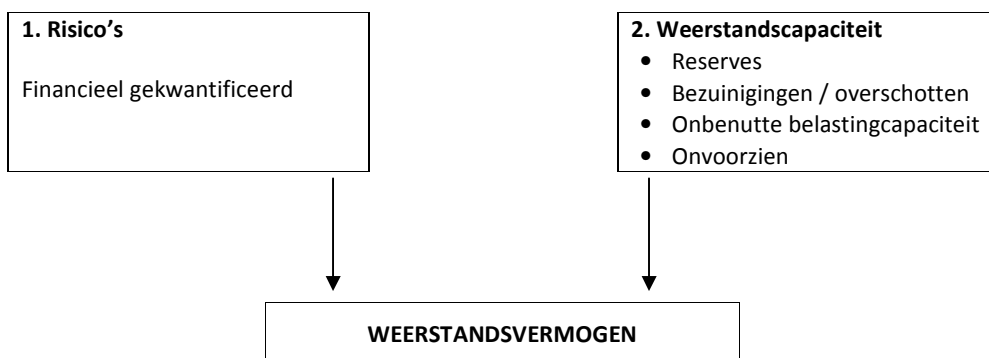 1. Risico’s
Financieel gekwantificeerd
2. Weerstandscapaciteit
• Reserves
• Bezuinigingen / overschotten
• Onbenutte belastingcapaciteit
• Onvoorzien
WEERSTANDSVERMOGEN